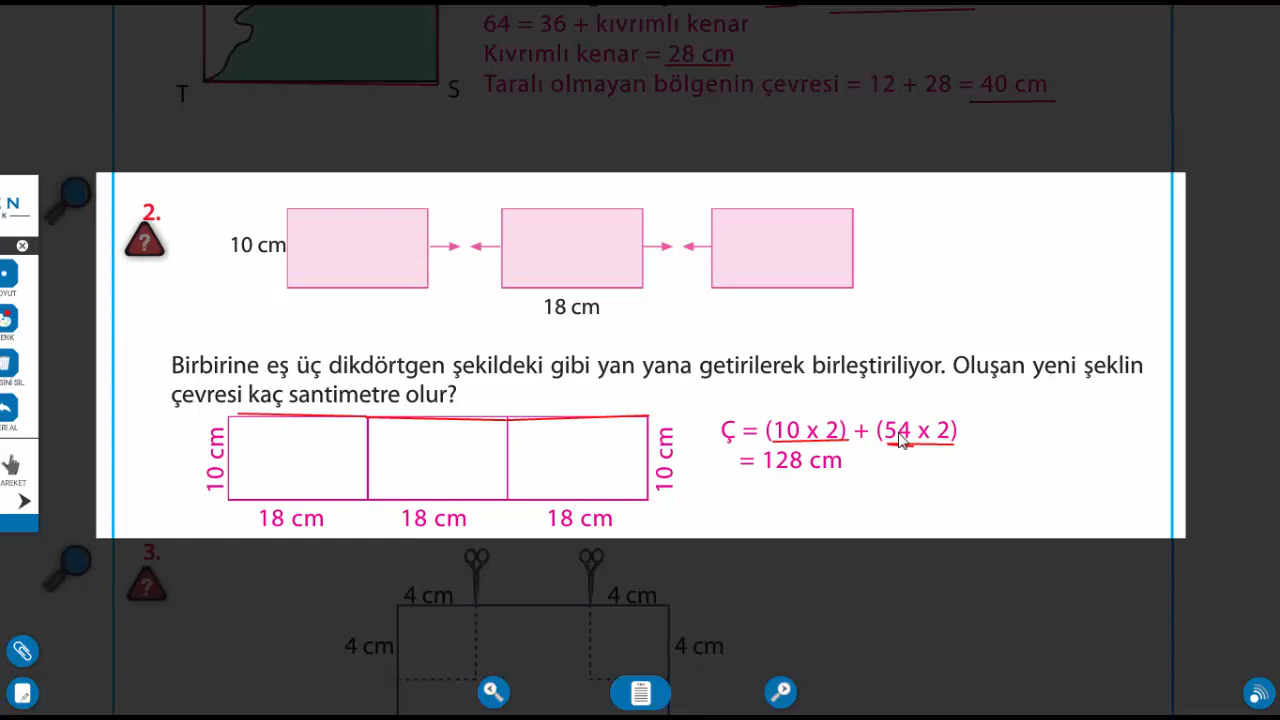 64 = 36 + kıvrımlı kenar
Kıvrımlı kenar = 28 cm
T
S
Taralı olmayan bölgenin çevresi = 12 + 28 = 40 cm
2.
10 cm
18 cm
Birbirine eş üç dikdörtgen şekildeki gibi yan yana getirilerek birleştiriliyor. Oluşan yeni şeklin
çevresi kaç santimetre olur?
10 cm
10 cm
18 cm
18 cm
18 cm
Ç = (10 x 2) + (54 x 2)
= 128 cm
3.
4 cm
4 cm
4 cm
4 cm